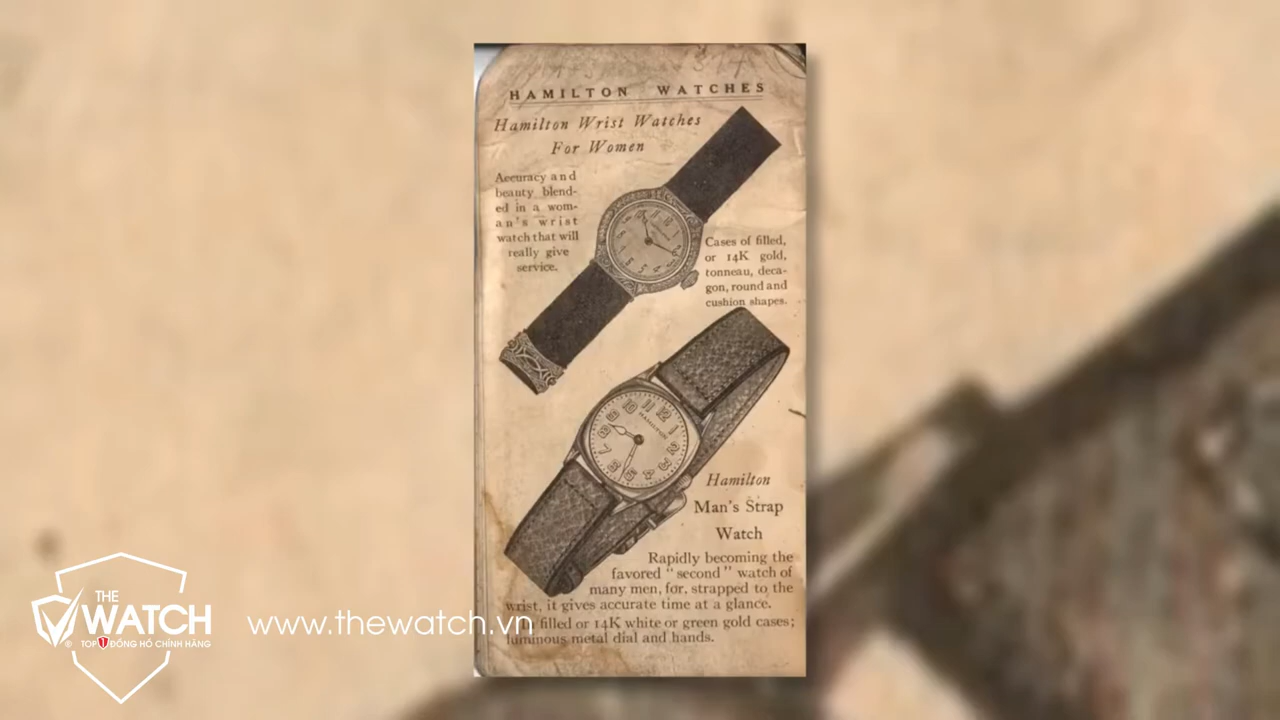 HAMILTON WATCHES
Hamilton Wrist Watches
For Women
Accuracy and
beauty blend-
ed in a wom-
an's wrist
watch that will
really give
service.
Cases of filled,
or 14K gold,
tonneau, deca-
gon, round and
cushion shapes.
HAMILTON
Hamilton
Man's Strap
Watch
Rapidly becoming the
favored "second" watch of
many men, for, strapped to the
wrist, it gives accurate time at a glance.
filled or 14K white or green gold cases;
luminous metal dial and hands.
THE
WATCH
®
TOP 1 ĐỒNG HỒ CHÍNH HÃNG
www.thewatch.vn